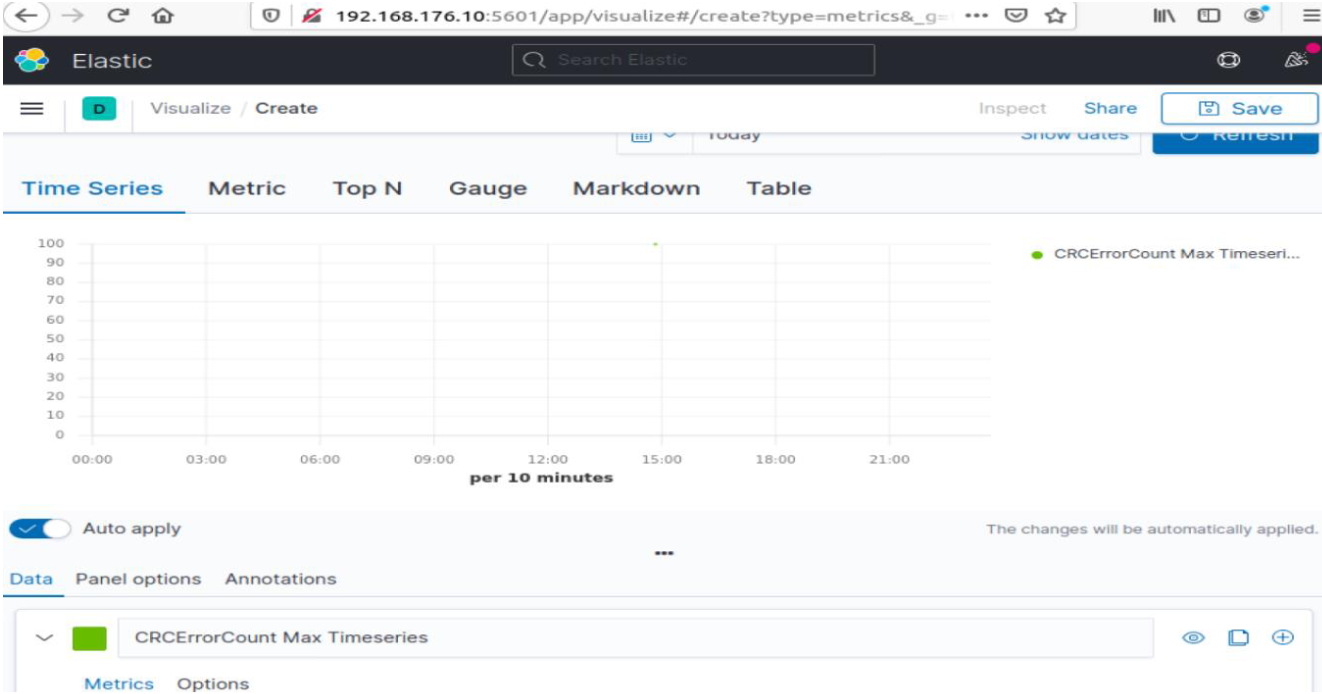 192.168.176.10:5601/app/visualize#/create?type=metrics&_g=
Elastic
Search Elastic
D Visualize / Create Inspect Share Save
Today Show dates Refresh
Time Series Metric Top N Gauge Markdown Table
100
90
80
70
60
50
40
30
20
10
0
CRCErrorCount Max Timeseri...
00:00 03:00 06:00 09:00 12:00 15:00 18:00 21:00
per 10 minutes
Auto apply The changes will be automatically applied.
Data Panel options Annotations
CRCErrorCount Max Timeseries
Metrics Options